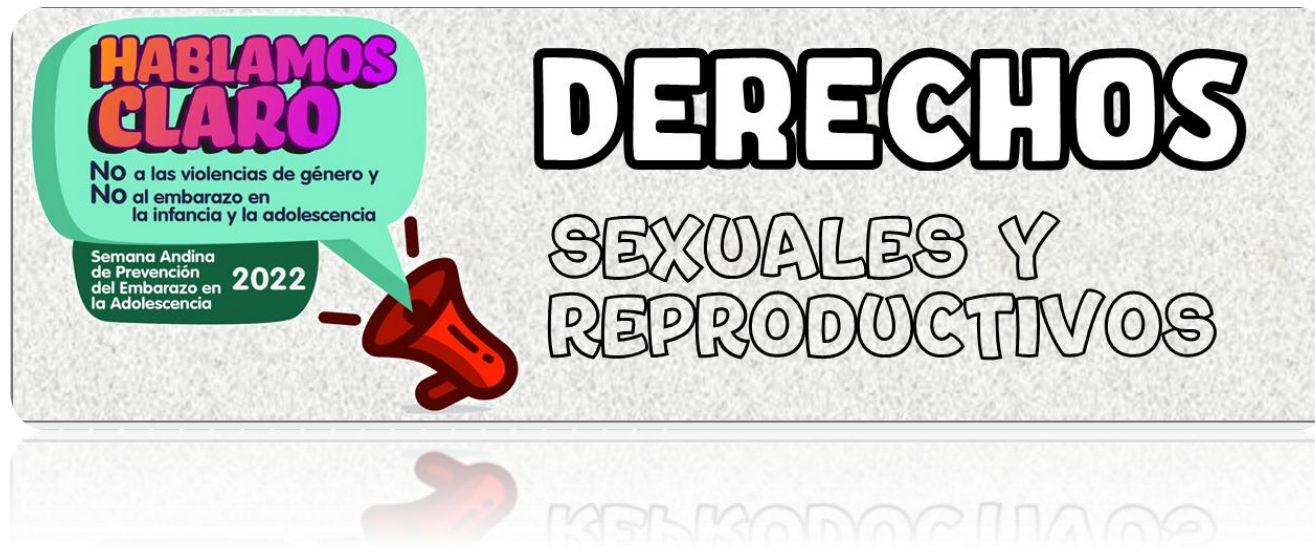 HABLAMOS
CLARO
No a las violencias de género y
No al embarazo en
la infancia y la adolescencia
Semana Andina
de Prevención
del Embarazo en
la Adolescencia
2022
DERECHOS
SEXUALES Y
REPRODUCTIVOS